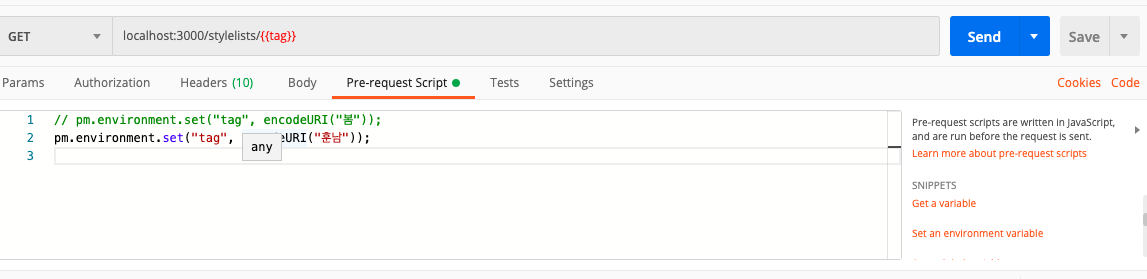 GET localhost:3000/stylelists/{{tag}} Send Save
Params Authorization Headers (10) Body Pre-request Script Tests Settings Cookies Code
1 // pm.environment.set("tag", encodeURI("봄"));
2 pm.environment.set("tag", deURI("훈남"));
any
3
Pre-request scripts are written in JavaScript,
and are run before the request is sent.
Learn more about pre-request scripts
SNIPPETS
Get a variable
Set an environment variable